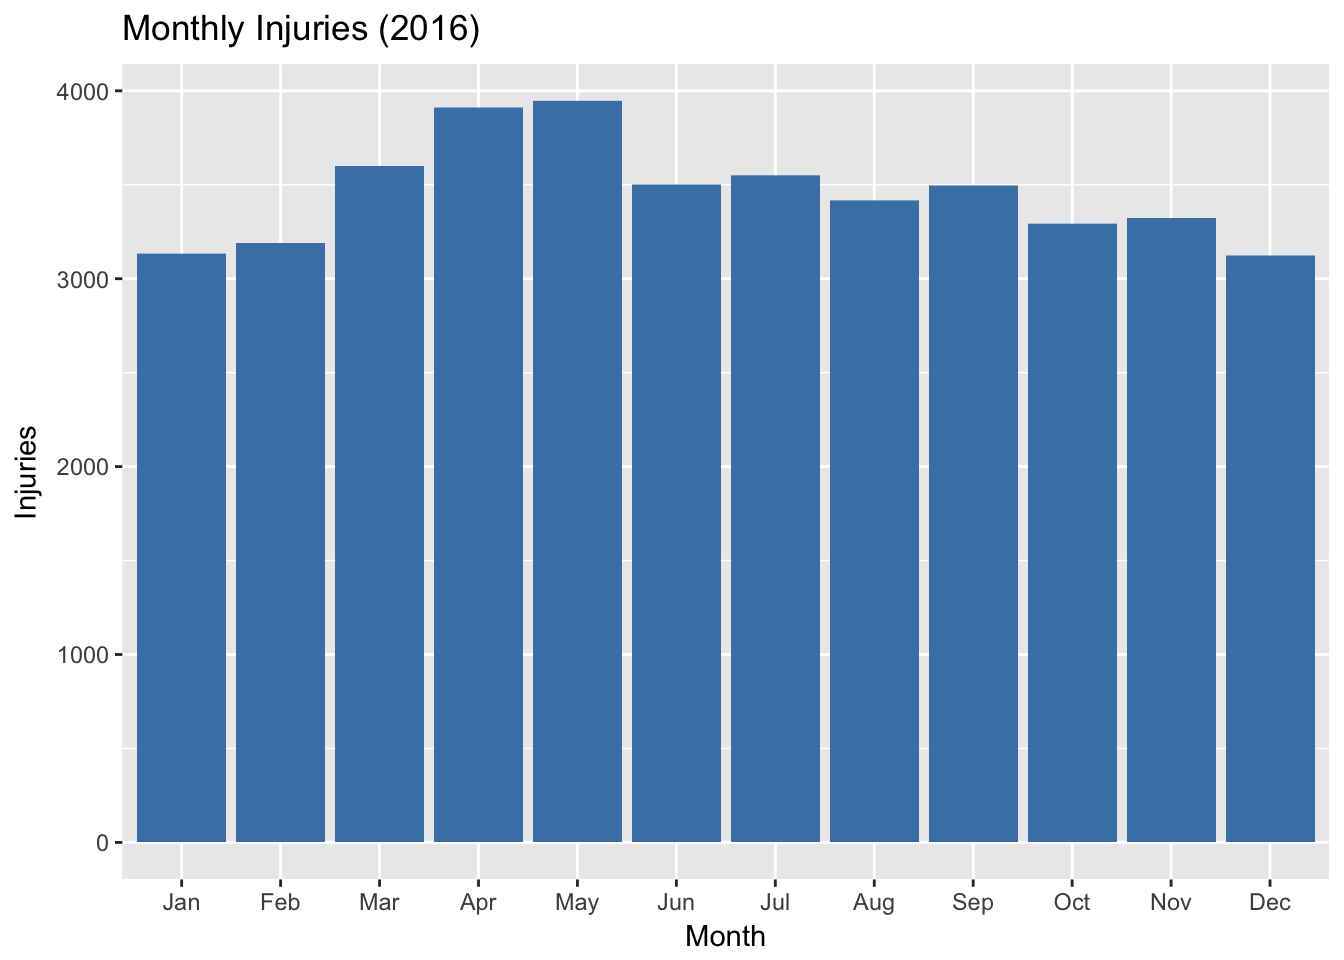 Monthly Injuries (2016)
4000
3000
2000
1000
0
Injuries
Jan Feb Mar Apr May Jun Jul Aug Sep Oct Nov Dec
Month